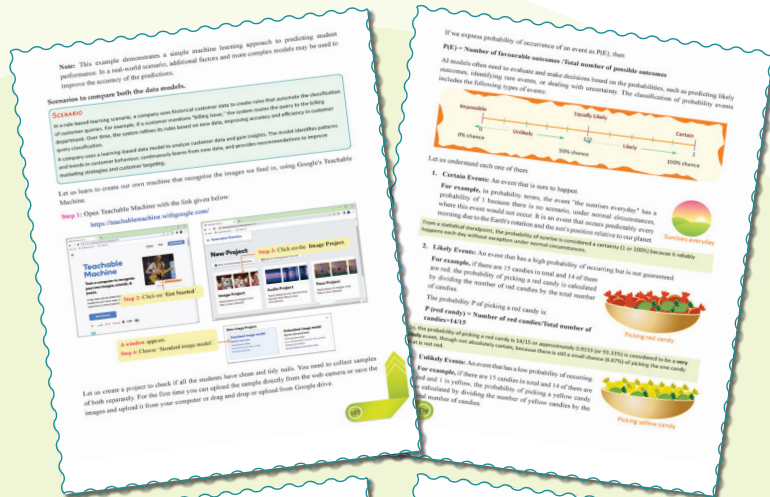 Note: This example demonstrates a simple machine learning approach to predicting student
performance. In a real-world scenario, additional factors and more complex models may be used to
improve the accuracy of the predictions.
Scenarios to compare both the data models.
SCENARIO
In a rule-based learning scenario, a company uses historical customer data to create rules that automate the classification
of customer queries. For example, if a customer mentions "billing issue," the system routes the query to the billing
department. Over time, the system refines its rules based on new data, improving accuracy and efficiency in customer
query classification.
A company uses a learning-based data model to analyze customer data and gain insights. The model identifies patterns
and trends in customer behaviour, continuously learns from new data, and provides recommendations to improve
marketing strategies and customer targeting.
Let us learn to create our own machine that recognise the images we feed in, using Google's Teachable
Machine.
Step 1: Open Teachable Machine with the link given below:
https://teachablemachine.withgoogle.com/
Teachable
Machine
Train a computer to recognize
your own images, sounds, &
poses.
Step 2: Click on 'Get Started'
New Project
Step 3: Click on the Image Project.
Image Project
Audio Project
Pose Project
A window appears.
Step 4: Choose 'Standard image model'.
New Image Project
Standard image model
Embedded image model
Let us create a project to check if all the students have clean and tidy nails. You need to collect samples
of both separately. For the first time you can upload the sample directly from the web camera or save the
images and upload it from your computer or drag and drop or upload from Google drive.
If we express probability of occurrence of an event as P(E), then
P(E) = Number of favourable outcomes /Total number of possible outcomes
AI models often need to evaluate and make decisions based on the probabilities, such as predicting likely
outcomes, identifying rare events, or dealing with uncertainty. The classification of probability events
includes the following types of events.
Impossible
Equally Likely
Certain
0
Unlikely
1/2
Likely
1
0% chance
50% chance
100% chance
Let us understand each one of them.
1. Certain Events: An event that is sure to happen.
For example, in probability terms, the event "the sunrises everyday" has a
probability of 1 because there is no scenario, under normal circumstances,
where this event would not occur. It is an event that occurs predictably every
morning due to the Earth's rotation and the sun's position relative to our planet.
Sunrises everyday
From a statistical standpoint, the probability of sunrise is considered a certainty (1 or 100%) because it reliably
happens each day without exception under normal circumstances.
2. Likely Events: An event that has a high probability of occurring but is not guaranteed.
For example, if there are 15 candies in total and 14 of them
are red, the probability of picking a red candy is calculated
by dividing the number of red candies by the total number
of candies.
The probability P of picking a red candy is:
P (red candy) = Number of red candies/Total number of
candies=14/15
Picking red candy
So, the probability of picking a red candy is 14/15 or approximately 0.9333 (or 93.33%) is considered to be a very
likely event, though not absolutely certain, because there is still a small chance (6.67%) of picking the one candy
that is not red.
Unlikely Events: An event that has a low probability of occurring.
For example, if there are 15 candies in total and 14 of them are
red and 1 is yellow, the probability of picking a yellow candy
is calculated by dividing the number of yellow candies by the
total number of candies.
Picking yellow candy